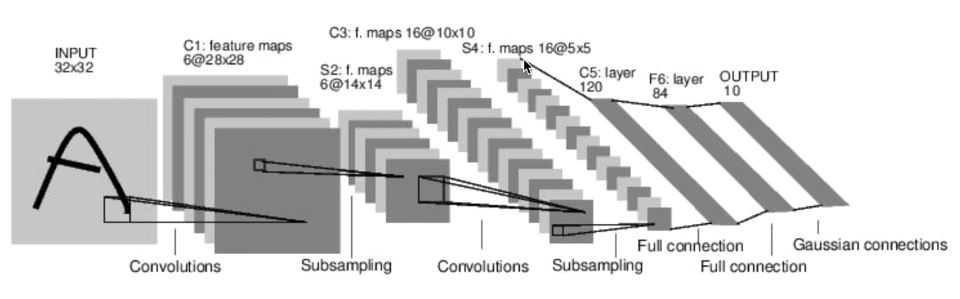 INPUT
32x32
C1: feature maps
6@28x28
S2: f. maps
6@14x14
C3: f. maps 16@10x10
S4: f. maps 16@5x5
C5: layer
120
F6: layer
84
OUTPUT
10
Convolutions
Subsampling
Convolutions
Subsampling
Full connection
Full connection
Gaussian connections